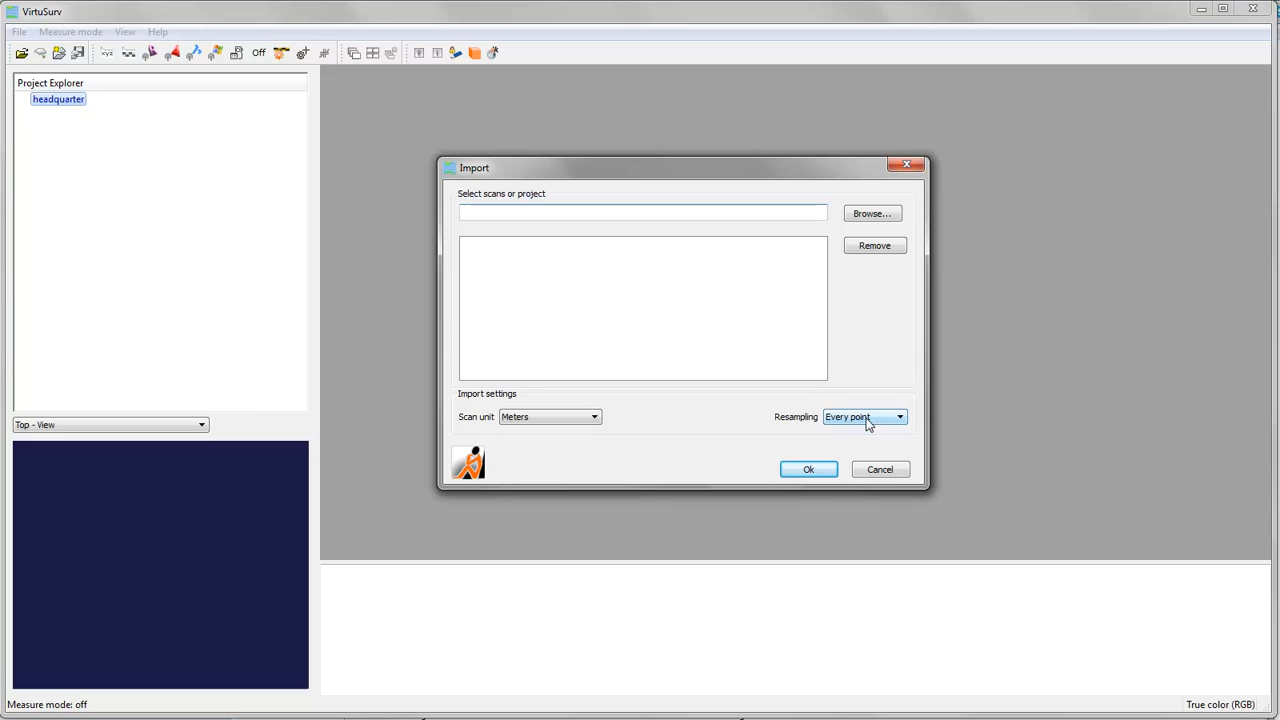 VirtuSurv
File Measure mode View Help
xyz Off
Project Explorer
headquarter
Import
Select scans or project
Browse...
Remove
Import settings
Scan unit Meters Resampling Every point
Ok Cancel
Top - View
Measure mode: off True color (RGB)